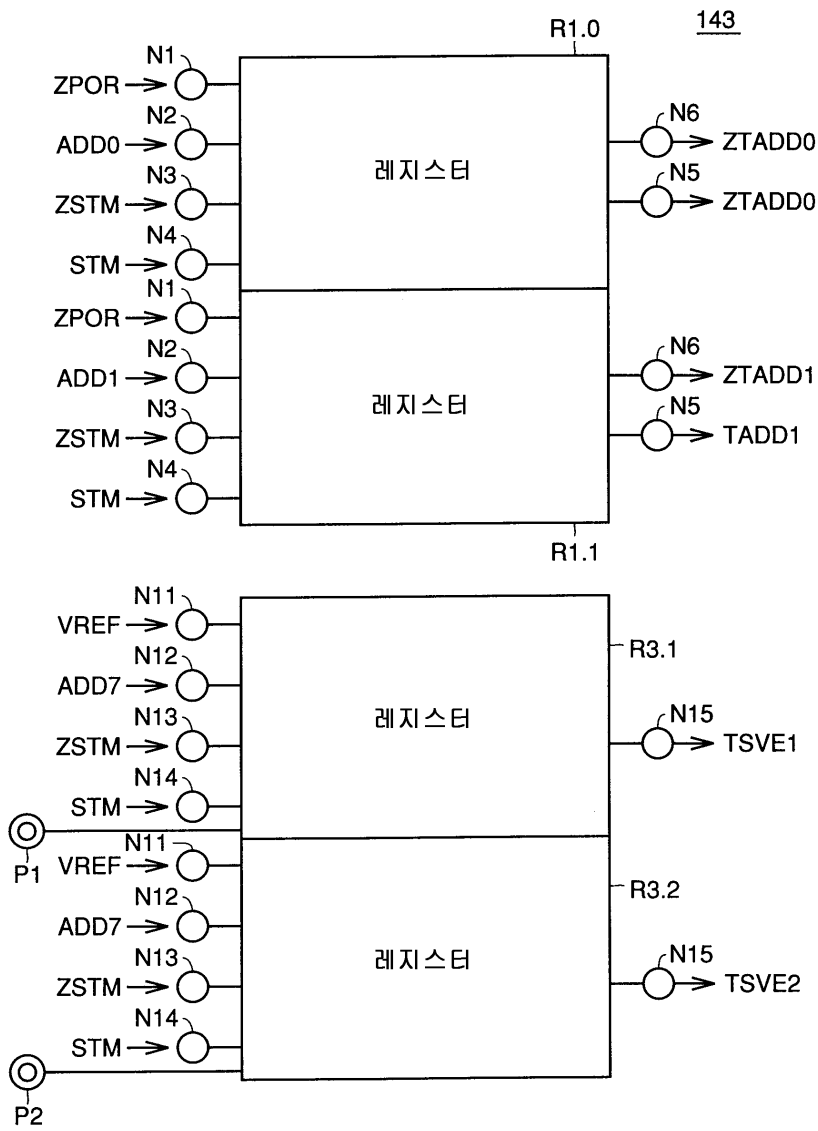 143
R1.0
N1
ZPOR
N2
ADD0
N3
ZSTM
N4
STM
레지스터
N6
ZTADD0
N5
ZTADD0
N1
ZPOR
N2
ADD1
N3
ZSTM
N4
STM
레지스터
N6
ZTADD1
N5
TADD1
R1.1
N11
VREF
N12
ADD7
N13
ZSTM
N14
STM
P1
레지스터
R3.1
N15
TSVE1
N11
VREF
N12
ADD7
N13
ZSTM
N14
STM
P2
레지스터
R3.2
N15
TSVE2